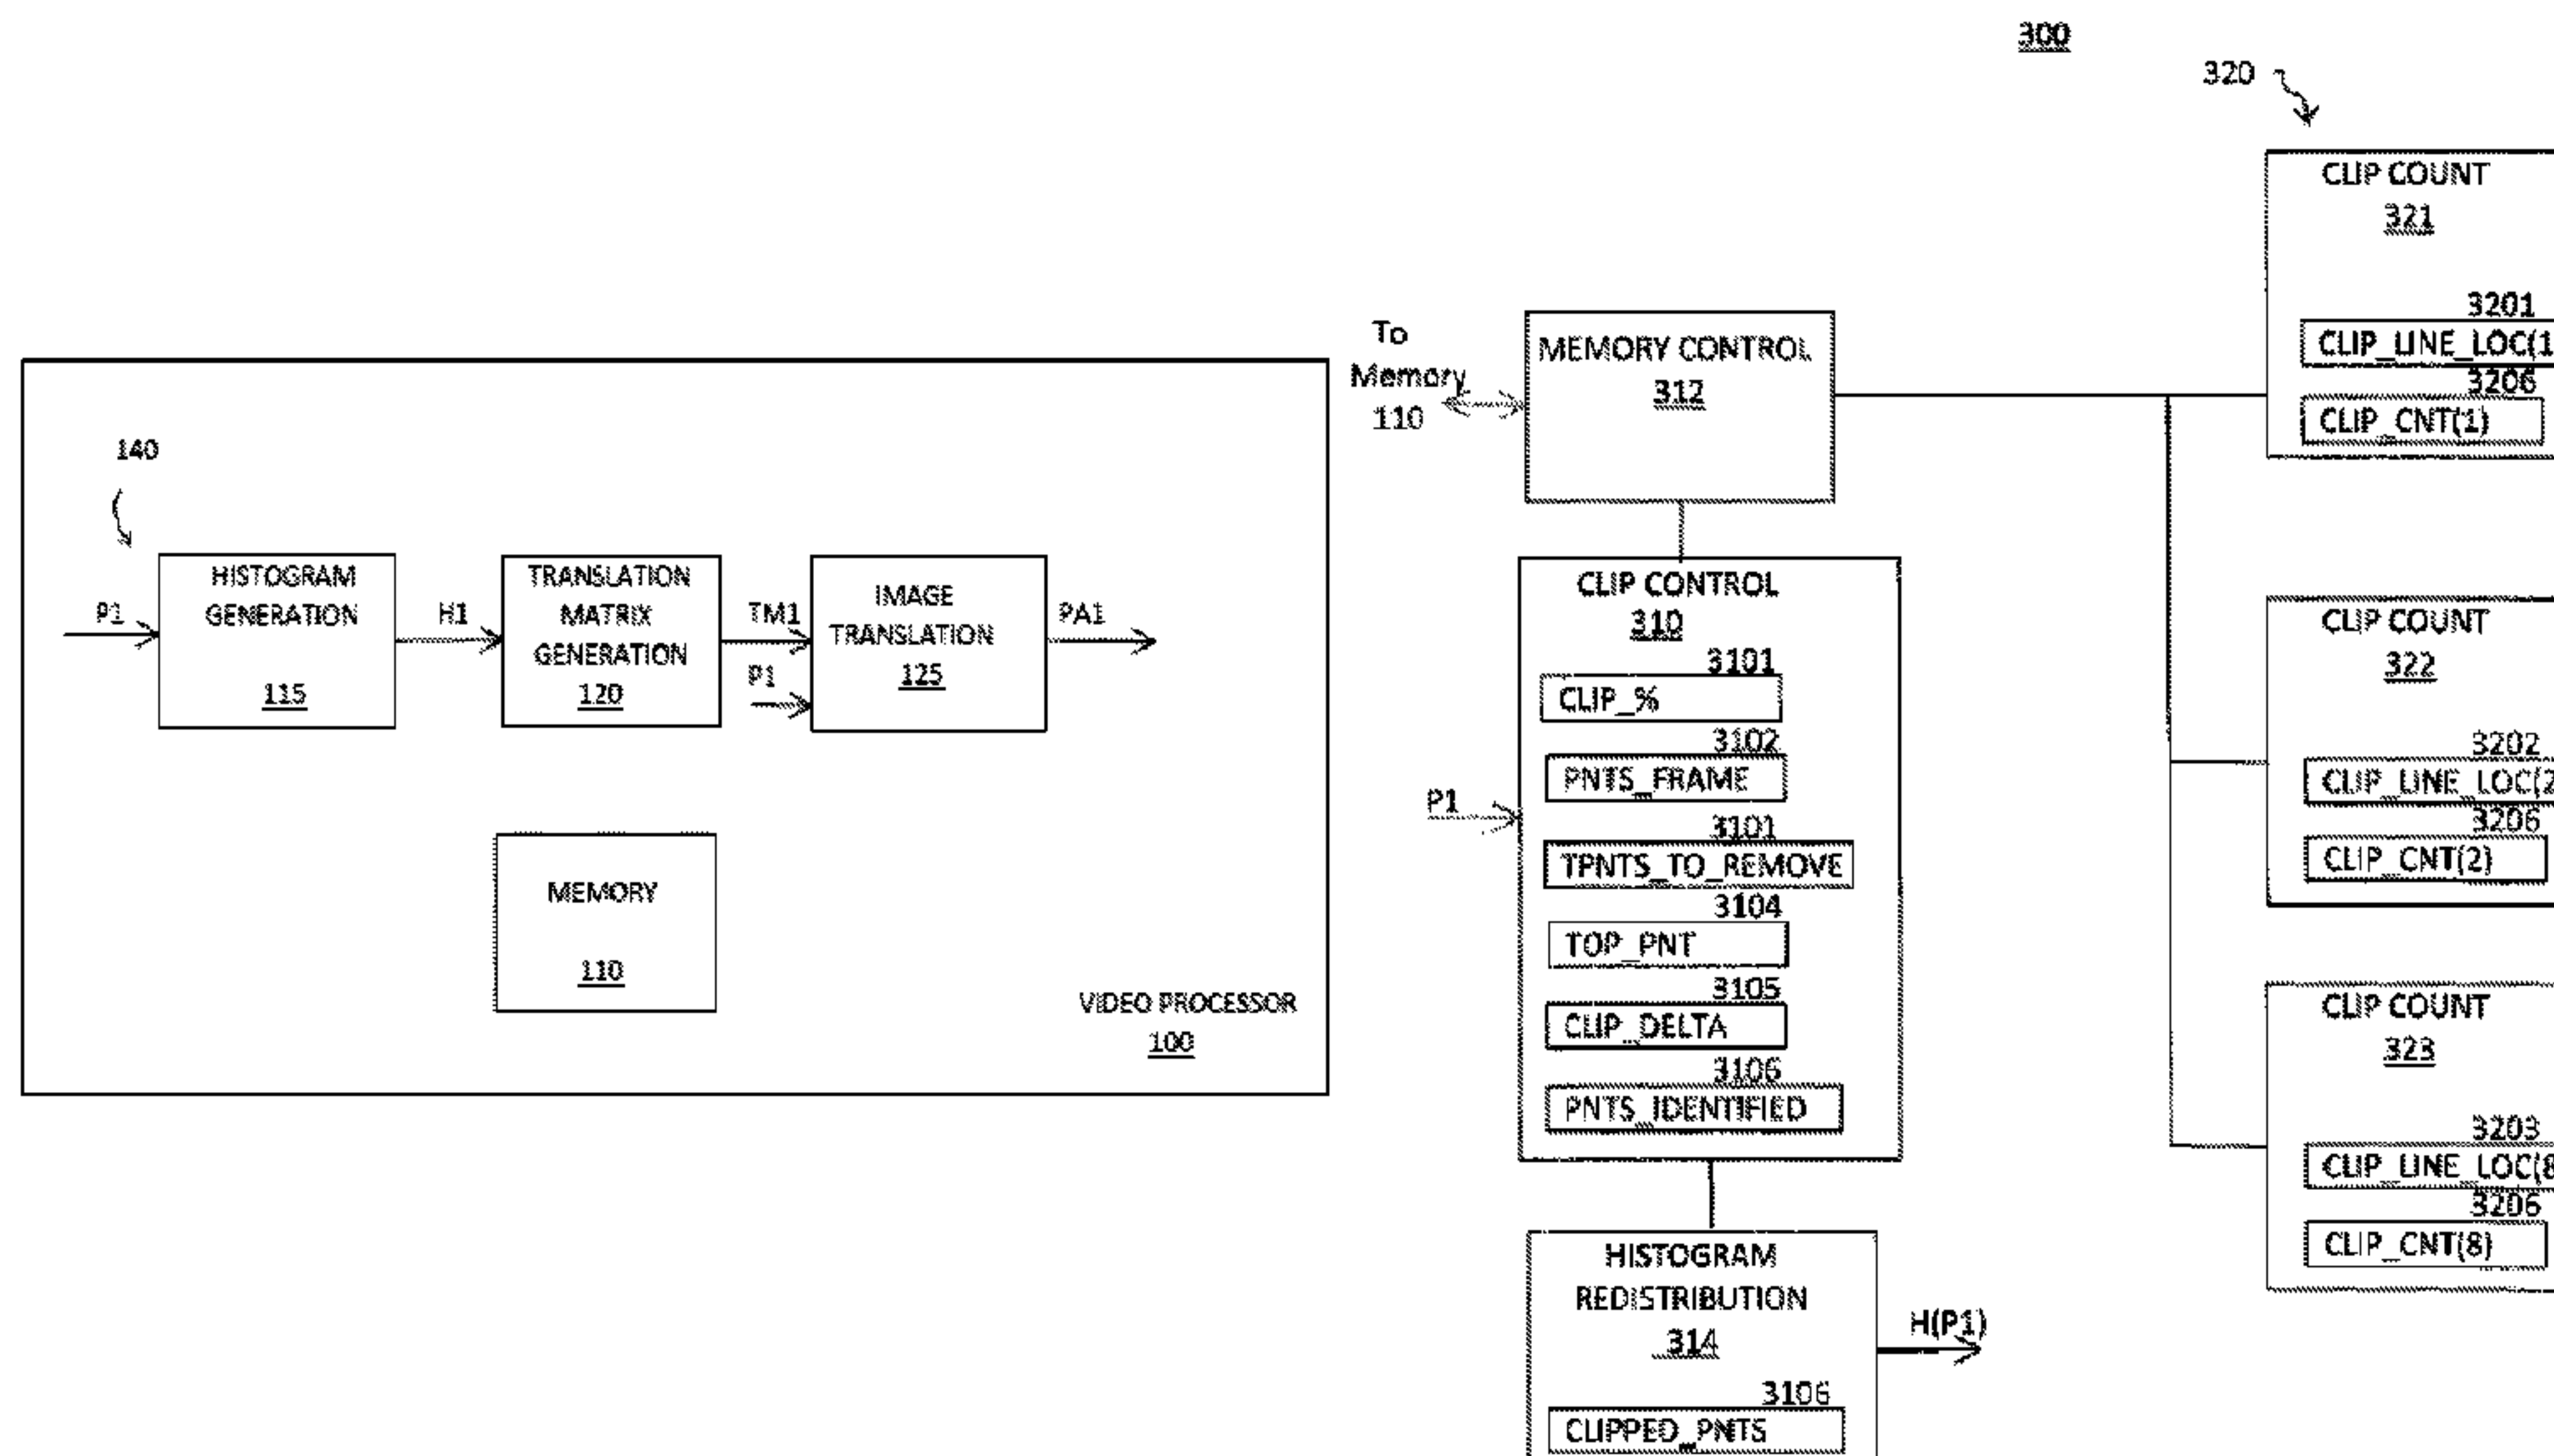 140
P1
HISTOGRAM
GENERATION
115
H1
TRANSLATION
MATRIX
GENERATION
120
TM1
P1
IMAGE
TRANSLATION
125
PA1
MEMORY
110
VIDEO PROCESSOR
100
300
320
To
Memory
110
MEMORY CONTROL
312
P1
CLIP CONTROL
310
3101
CLIP_%
3102
PNTS_FRAME
3101
TPNTS_TO_REMOVE
3104
TOP_PNT
3105
CLIP_DELTA
3106
PNTS_IDENTIFIED
HISTOGRAM
REDISTRIBUTION
314
H(P1)
3106
CLIPPED_PNTS
CLIP COUNT
321
3201
CLIP_LINE_LOC(1
3206
CLIP_CNT(1)
CLIP COUNT
322
3202
CLIP_LINE_LOC(2
3206
CLIP_CNT(2)
CLIP COUNT
323
3203
CLIP_LINE_LOC(8
3206
CLIP_CNT(8)